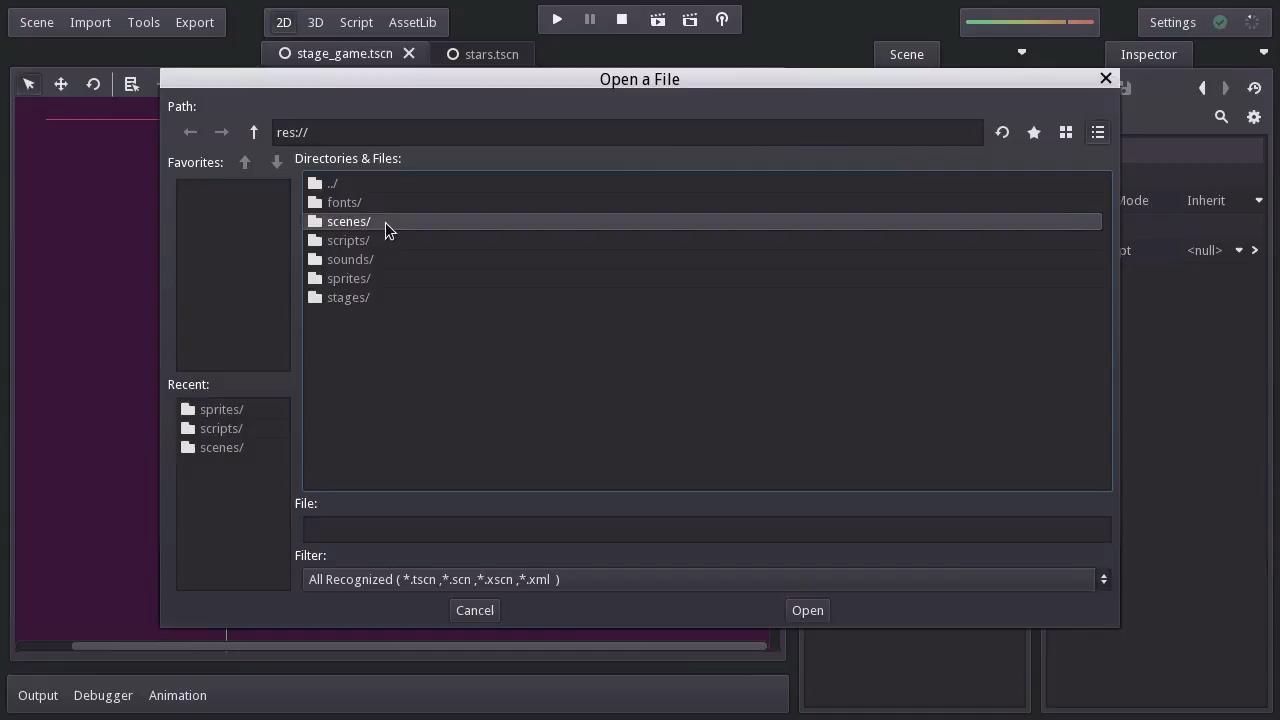 Scene Import Tools Export 2D 3D Script AssetLib Settings
stage_game.tscn stars.tscn Scene Inspector
Open a File
Path:
res://
Favorites: Directories & Files:
../
fonts/
scenes/
scripts/
sounds/
sprites/
stages/
Mode Inherit
pt <null>
Recent:
sprites/
scripts/
scenes/
File:
Filter:
All Recognized ( *.tscn ,*.scn ,*.xscn ,*.xml )
Cancel Open
Output Debugger Animation